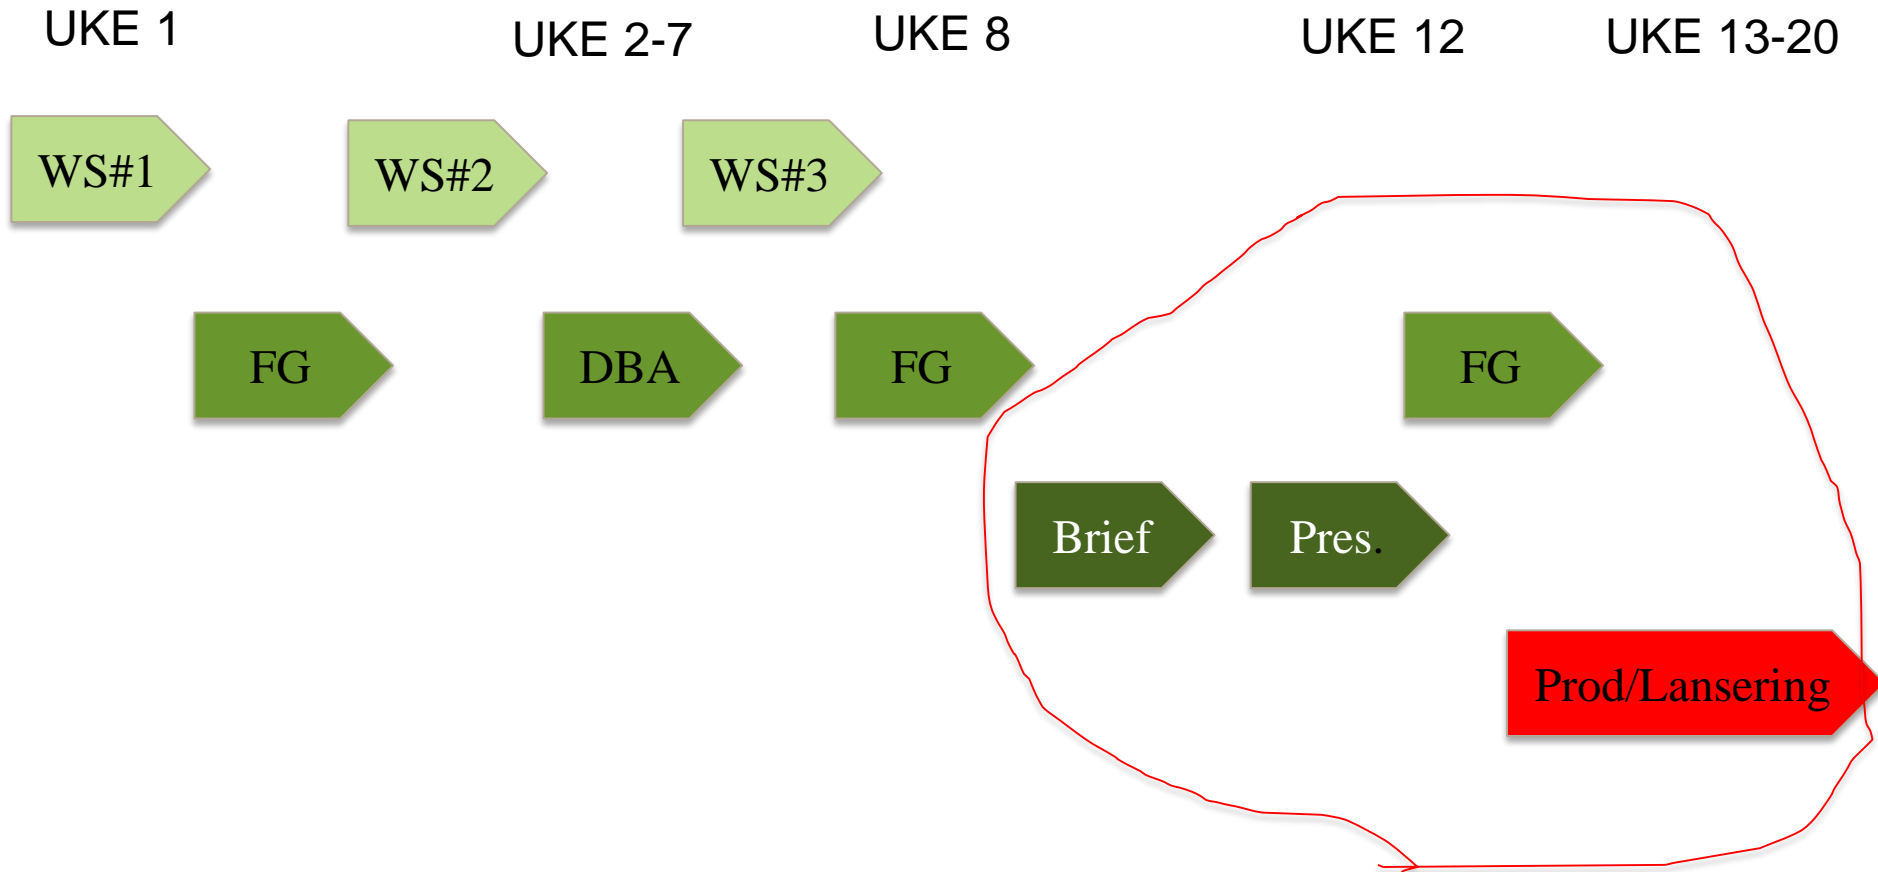 UKE 1
UKE 2-7
UKE 8
UKE 12
UKE 13-20
WS#1
WS#2
WS#3
FG
DBA
FG
FG
Brief
Pres.
Prod/Lansering